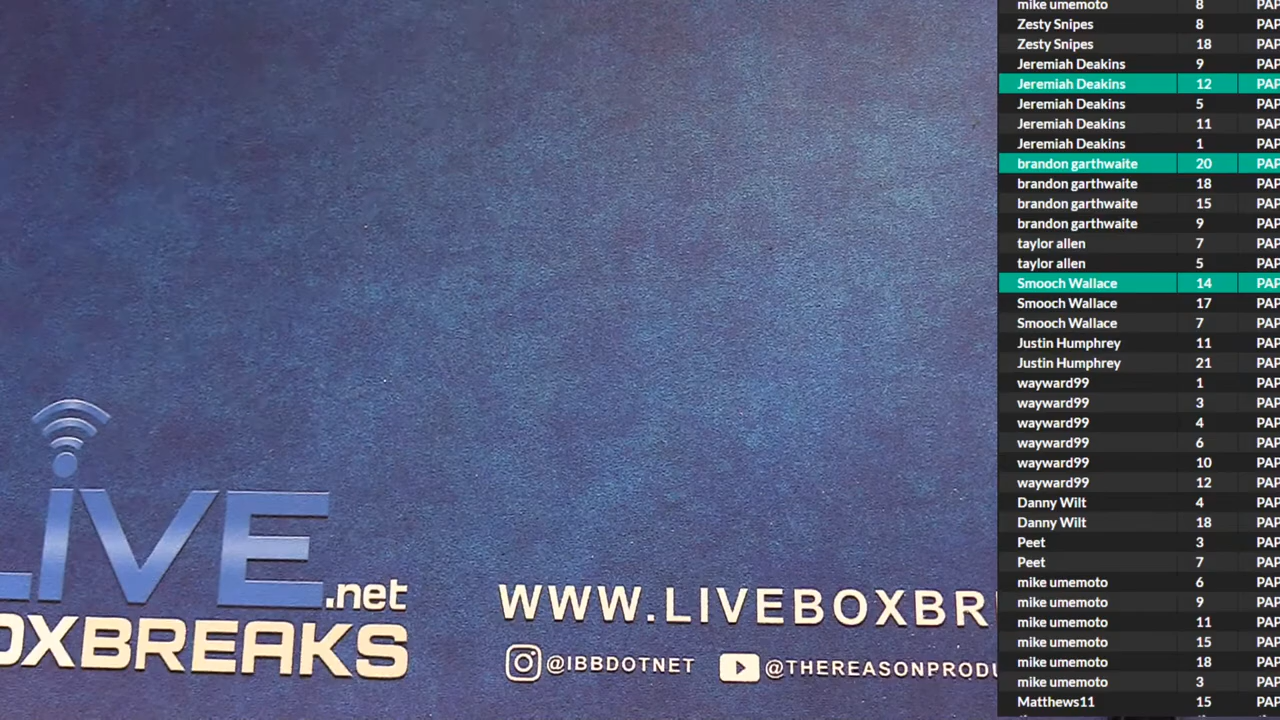 mike umemoto 8 PAP
Zesty Snipes 8 PAP
Zesty Snipes 18 PAP
Jeremiah Deakins 9 PAP
Jeremiah Deakins 12 PAP
Jeremiah Deakins 5 PAP
Jeremiah Deakins 11 PAP
Jeremiah Deakins 1 PAP
brandon garthwaite 20 PAP
brandon garthwaite 18 PAP
brandon garthwaite 15 PAP
brandon garthwaite 9 PAP
taylor allen 7 PAP
taylor allen 5 PAP
Smooch Wallace 14 PAP
Smooch Wallace 17 PAP
Smooch Wallace 7 PAP
Justin Humphrey 11 PAP
Justin Humphrey 21 PAP
wayward99 1 PAP
wayward99 3 PAP
wayward99 4 PAP
wayward99 6 PAP
wayward99 10 PAP
wayward99 12 PAP
Danny Wilt 4 PAP
Danny Wilt 18 PAP
Peet 3 PAP
Peet 7 PAP
mike umemoto 6 PAP
mike umemoto 9 PAP
mike umemoto 11 PAP
mike umemoto 15 PAP
mike umemoto 18 PAP
mike umemoto 3 PAP
Matthews11 15 PAP
LiVE.net
OXBREAKS
WWW.LIVEBOXBR
@IBBDOTNET @THEREASONPRODU